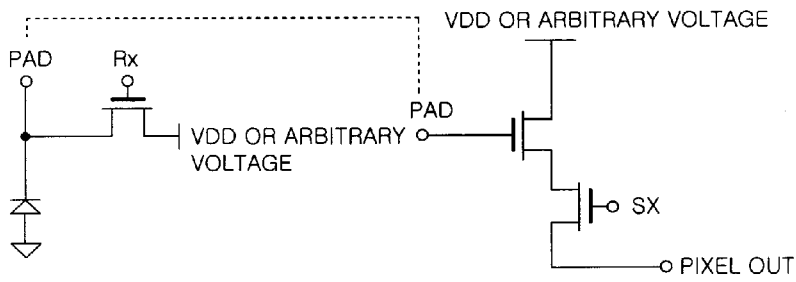 VDD OR ARBITRARY VOLTAGE
PAD
Rx
PAD
VDD OR ARBITRARY
VOLTAGE
SX
PIXEL OUT